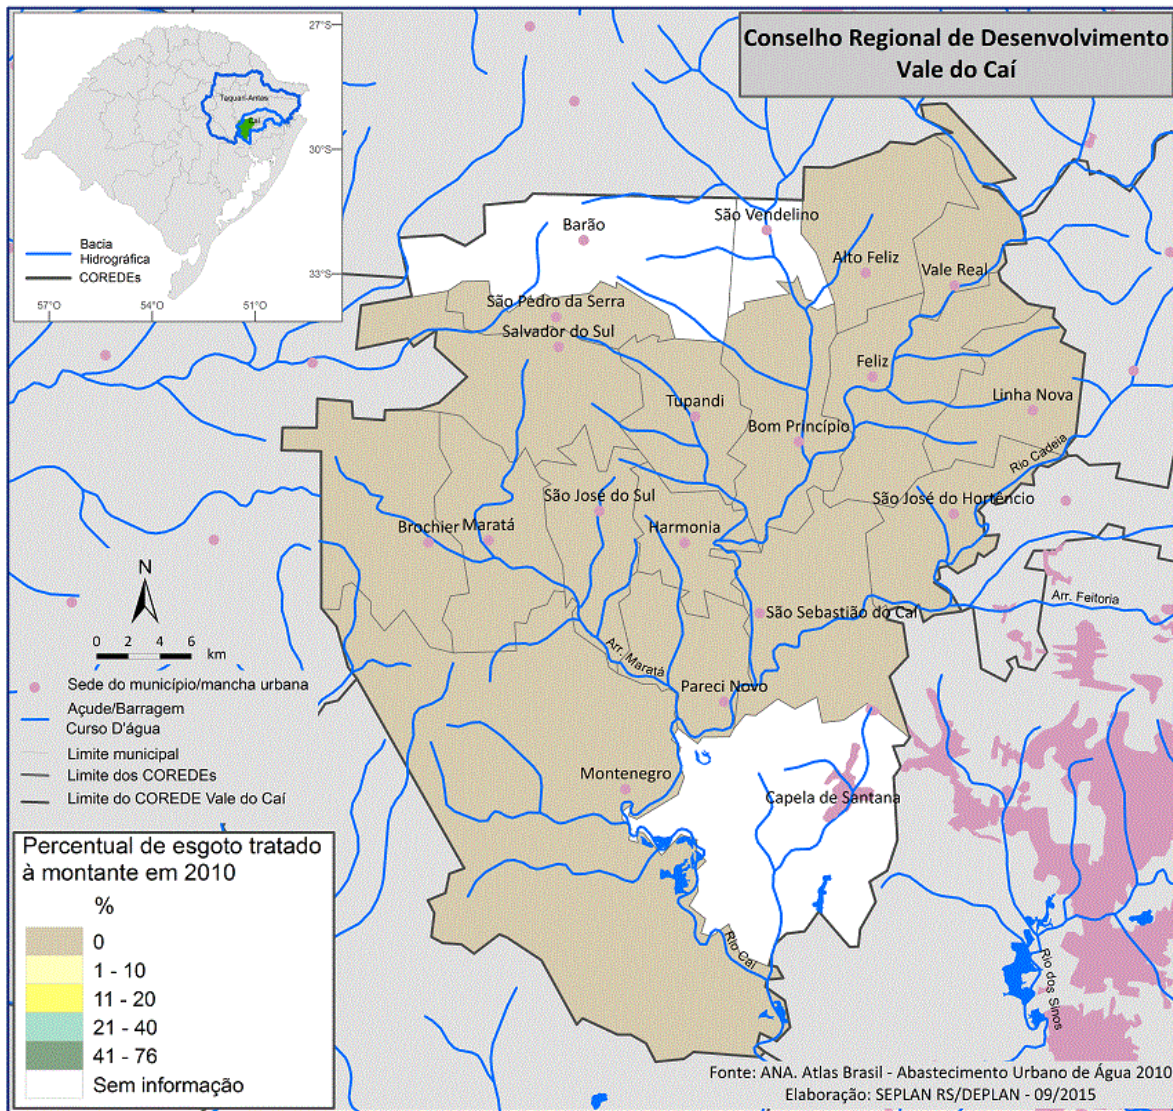 Conselho Regional de Desenvolvimento
Vale do Caí
27°S
30°S
33°S
57°O
54°O
51°O
Taquari-Antas
Caí
Bacia
Hidrográfica
COREDEs
Barão
São Vendelino
Alto Feliz
Vale Real
São Pedro da Serra
Salvador do Sul
Feliz
Linha Nova
Tupandi
Bom Princípio
Rio Cadeia
São José do Sul
São José do Hortêncio
Brochier
Maratá
Harmonia
Arr. Feitoria
São Sebastião do Caí
Arr. Maratá
Pareci Novo
Montenegro
Capela de Santana
Rio Caí
Rio dos Sinos
N
0 2 4 6
km
Sede do município/mancha urbana
Açude/Barragem
Curso D'água
Limite municipal
Limite dos COREDEs
Limite do COREDE Vale do Caí
Percentual de esgoto tratado
à montante em 2010
%
0
1 - 10
11 - 20
21 - 40
41 - 76
Sem informação
Fonte: ANA. Atlas Brasil - Abastecimento Urbano de Água 2010
Elaboração: SEPLAN RS/DEPLAN - 09/2015